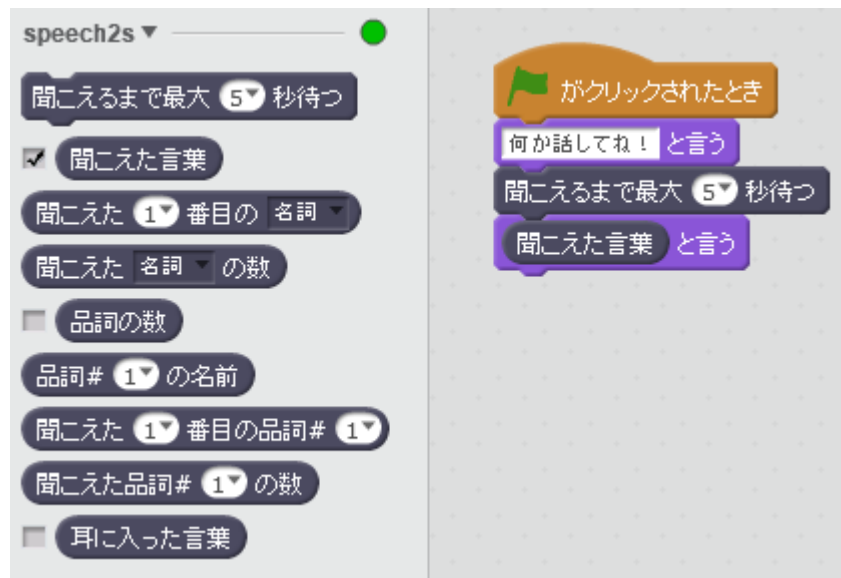 speech2s
聞こえるまで最大 5 秒待つ
聞こえた言葉
聞こえた 1 番目の 名詞
聞こえた 名詞 の数
品詞の数
品詞# 1 の名前
聞こえた 1 番目の品詞# 1
聞こえた品詞# 1 の数
耳に入った言葉
がクリックされたとき
何か話してね! と言う
聞こえるまで最大 5 秒待つ
聞こえた言葉 と言う